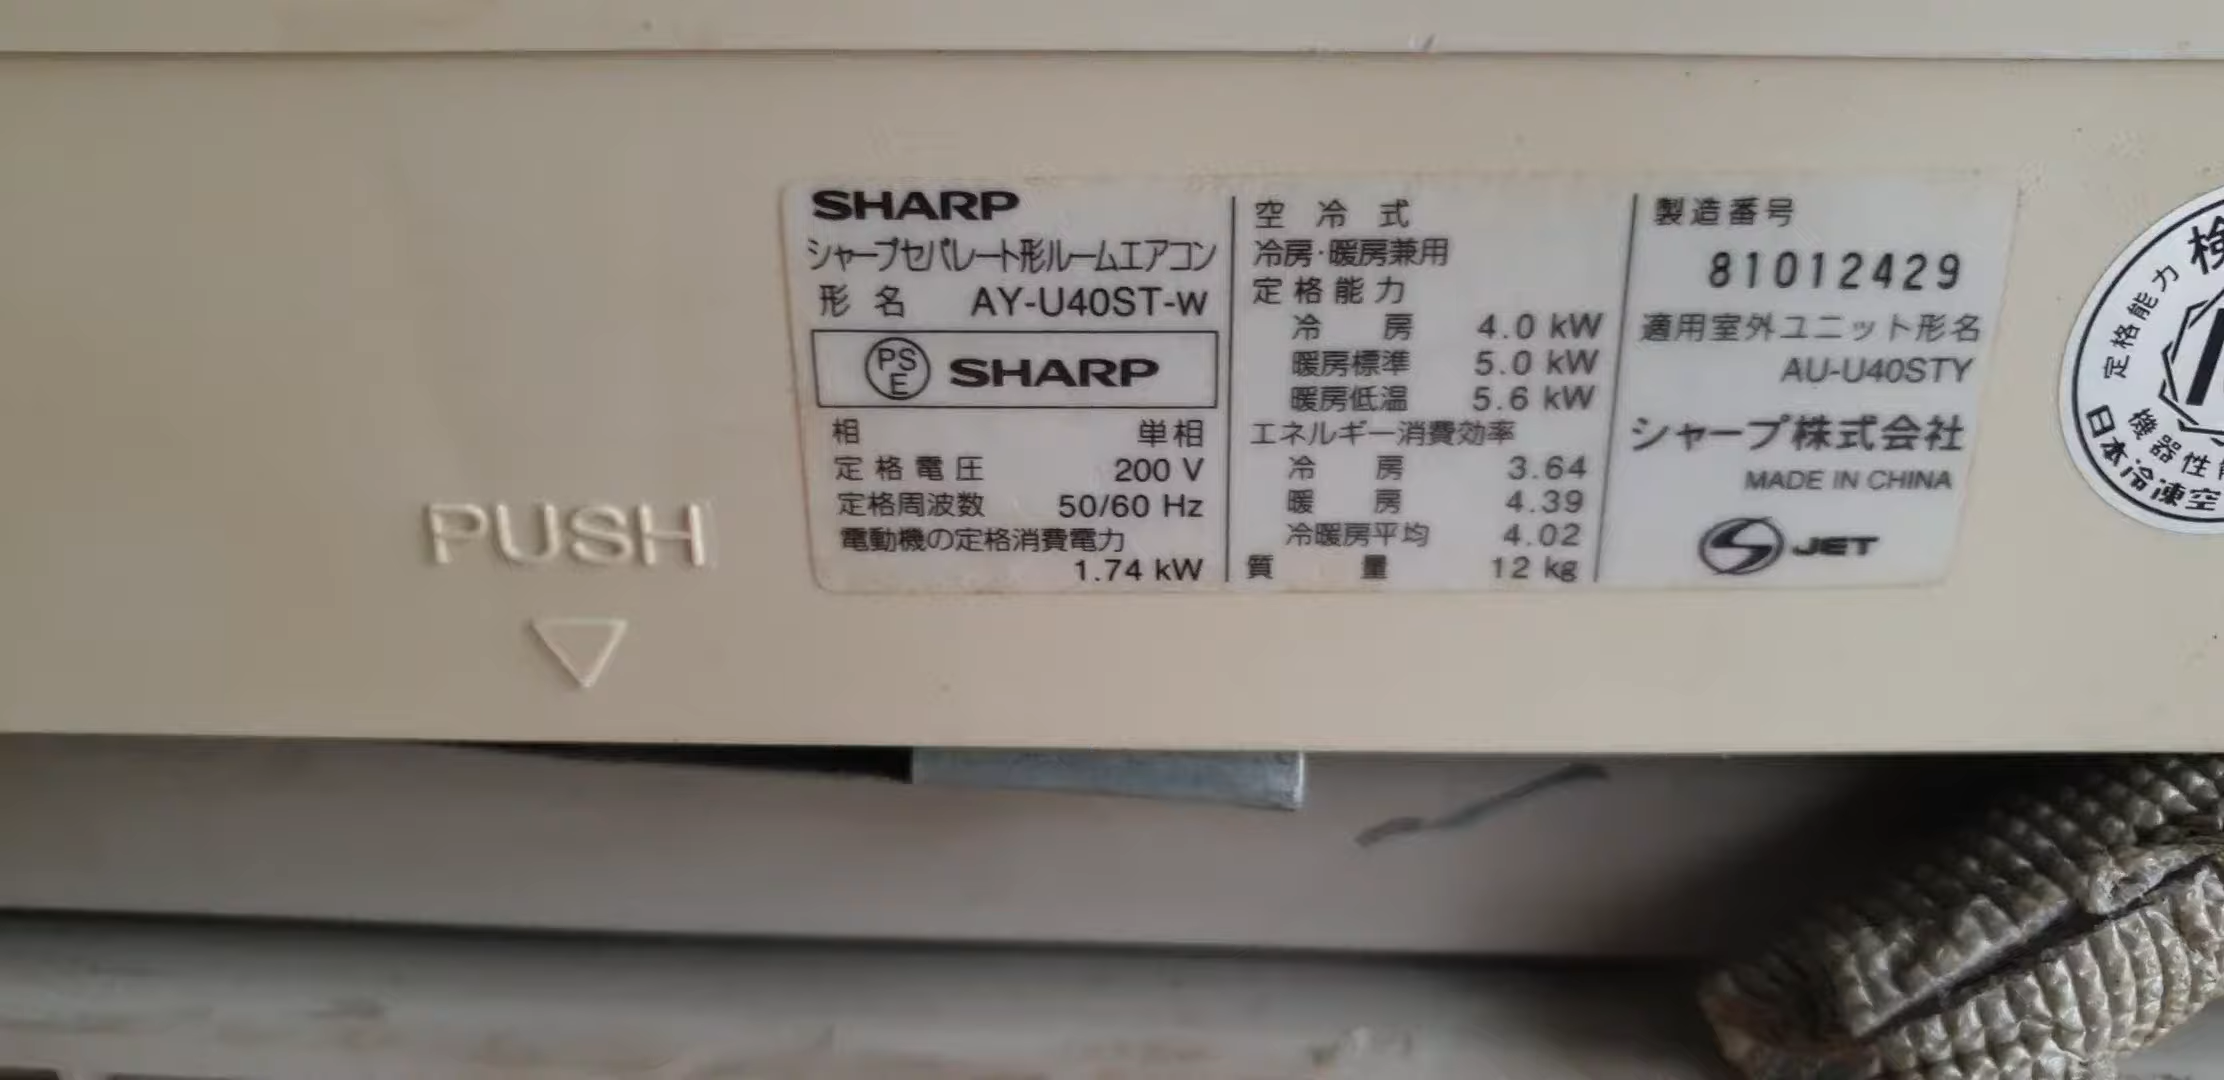 SHARP
シャープセパレート形ルームエアコン
形名 AY-U40ST-W
PSE SHARP
相 単相
定格電圧 200 V
定格周波数 50/60 Hz
電動機の定格消費電力
1.74 kW
空冷式
冷房・暖房兼用
定格能力
冷房 4.0 kW
暖房標準 5.0 kW
暖房低温 5.6 kW
エネルギー消費効率
冷房 3.64
暖房 4.39
冷暖房平均 4.02
質量 12 kg
製造番号
81012429
適用室外ユニット形名
AU-U40STY
シャープ株式会社
MADE IN CHINA
JET
PUSH
検
定格能力
機器性
日本冷凍空